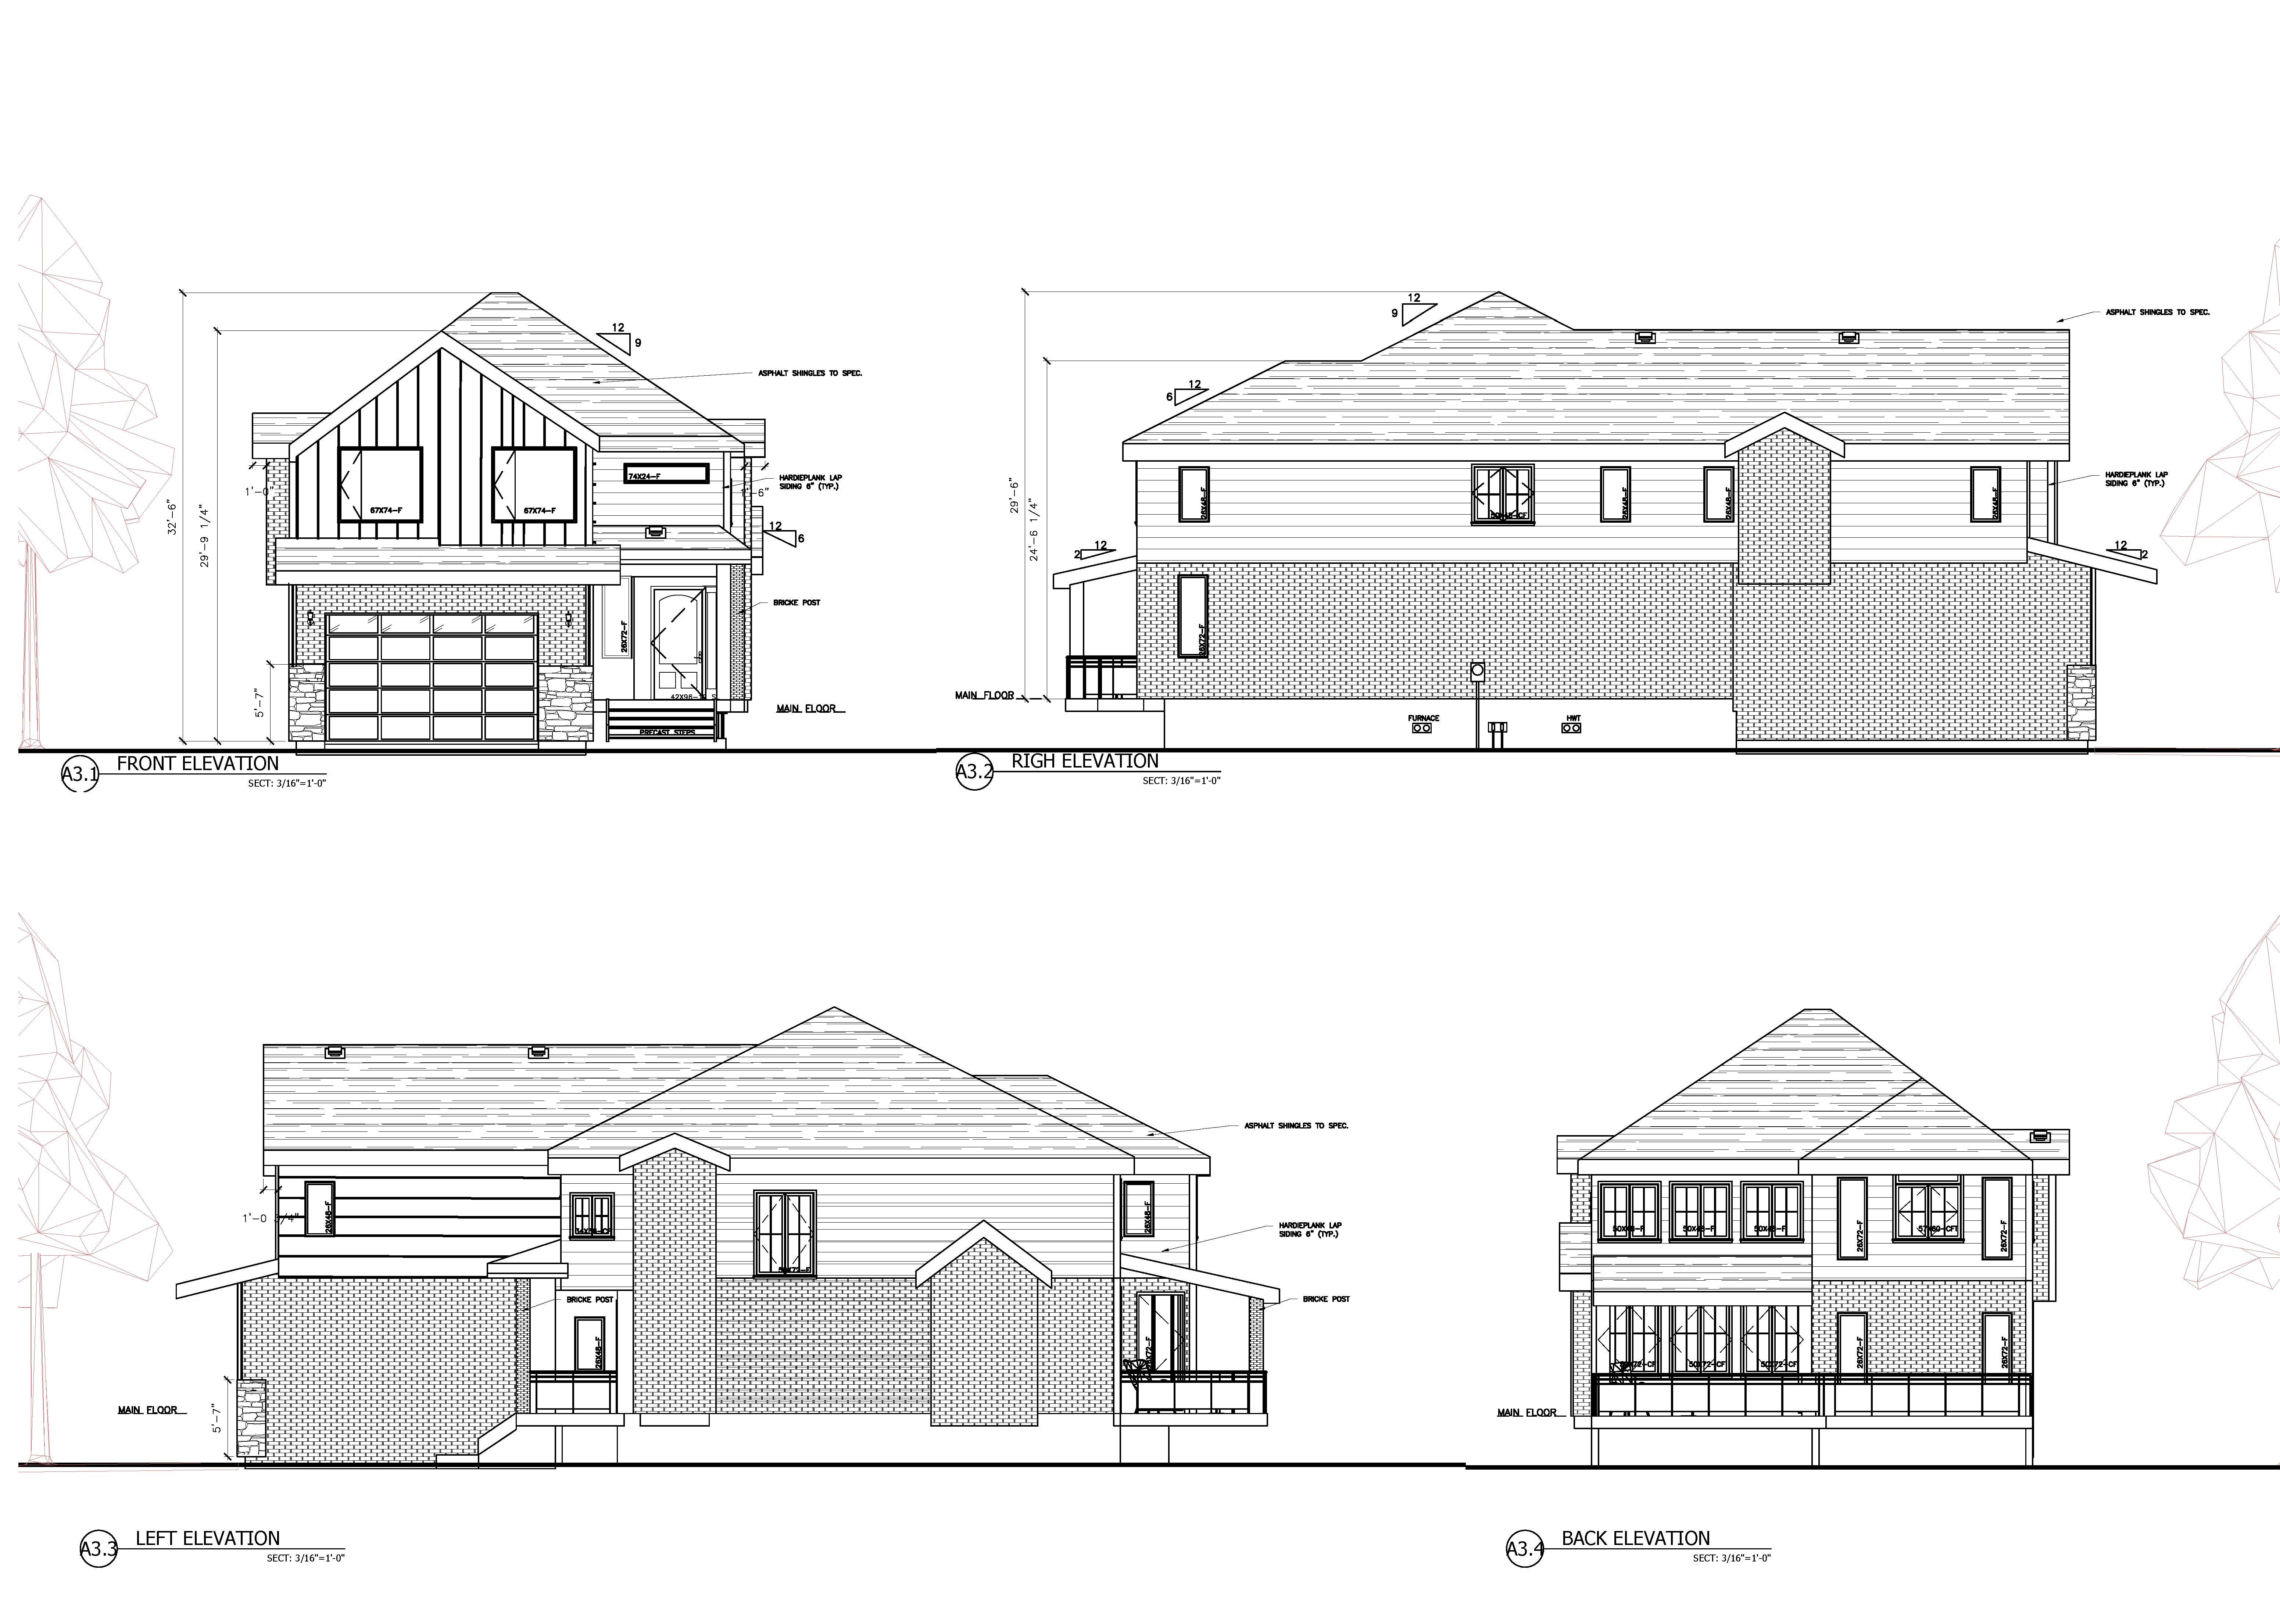 12
9
ASPHALT SHINGLES TO SPEC.
32'-6"
29'-9 1/4"
1'-0"
74X24-F
HARDIEPLANK LAP
SIDING 6" (TYP.)
1'-6"
67X74-F
67X74-F
12
6
26X72-F
BRICKE POST
5'-7"
42X96-
MAIN FLOOR
PRECAST STEPS
A3.1
FRONT ELEVATION
SECT: 3/16"=1'-0"
12
9
ASPHALT SHINGLES TO SPEC.
12
6
29'-6"
24'-6 1/4"
26X48-F
50X48-CF
26X48-F
26X48-F
26X48-F
HARDIEPLANK LAP
SIDING 6" (TYP.)
12
2
12
2
26X72-F
MAIN FLOOR
FURNACE
HWT
A3.2
RIGH ELEVATION
SECT: 3/16"=1'-0"
ASPHALT SHINGLES TO SPEC.
26X48-F
1'-0 3/4"
26X48-F
HARDIEPLANK LAP
SIDING 6" (TYP.)
BRICKE POST
BRICKE POST
26X48-F
26X72-F
MAIN FLOOR
5'-7"
A3.3
LEFT ELEVATION
SECT: 3/16"=1'-0"
50X48-F
50X48-F
50X48-F
26X72-F
57X60-CFT
26X72-F
50X72-CF
50X72-CF
50X72-CF
26X72-F
26X72-F
MAIN FLOOR
A3.4
BACK ELEVATION
SECT: 3/16"=1'-0"